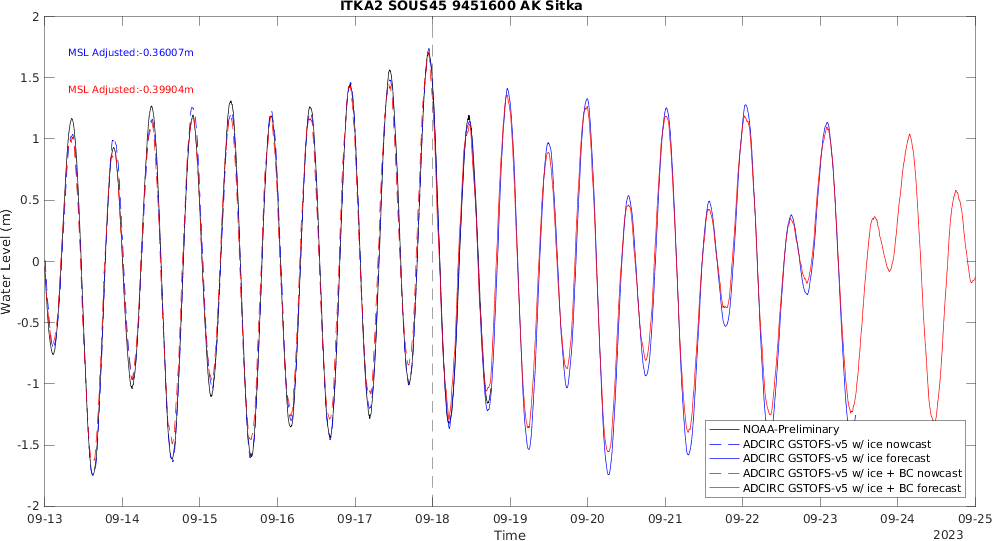 ITKA2 SOUS45 9451600 AK Sitka
MSL Adjusted:-0.36007m
MSL Adjusted:-0.39904m
Water Level (m)
2
1.5
1
0.5
0
-0.5
-1
-1.5
-2
NOAA-Preliminary
ADCIRC GSTOFS-v5 w/ ice nowcast
ADCIRC GSTOFS-v5 w/ ice forecast
ADCIRC GSTOFS-v5 w/ ice + BC nowcast
ADCIRC GSTOFS-v5 w/ ice + BC forecast
09-13 09-14 09-15 09-16 09-17 09-18 09-19 09-20 09-21 09-22 09-23 09-24 09-25
Time
2023